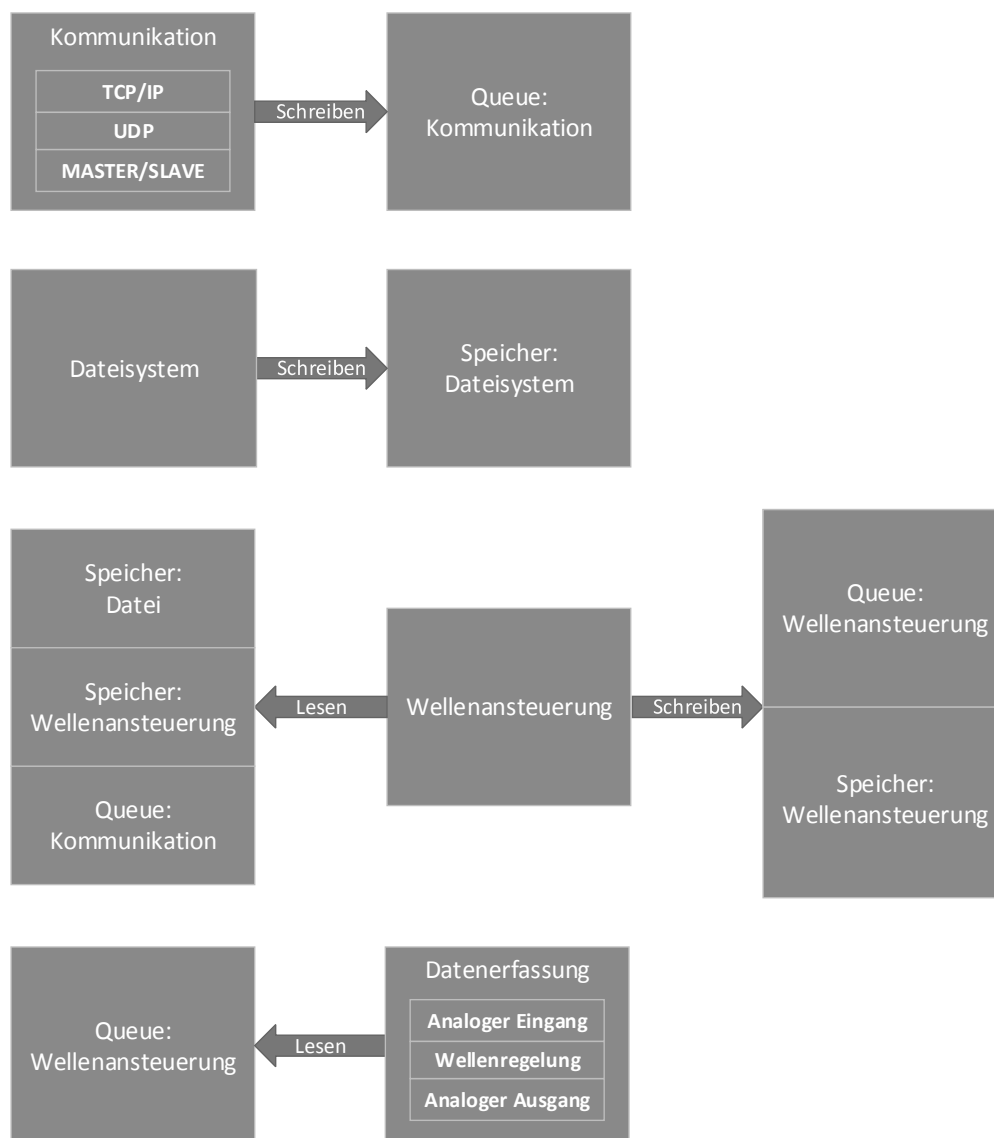 Kommunikation
TCP/IP
UDP
MASTER/SLAVE
Schreiben
Queue:
Kommunikation
Dateisystem
Schreiben
Speicher:
Dateisystem
Speicher:
Datei
Speicher:
Wellenansteuerung
Queue:
Kommunikation
Lesen
Wellenansteuerung
Schreiben
Queue:
Wellenansteuerung
Speicher:
Wellenansteuerung
Queue:
Wellenansteuerung
Lesen
Datenerfassung
Analoger Eingang
Wellenregelung
Analoger Ausgang